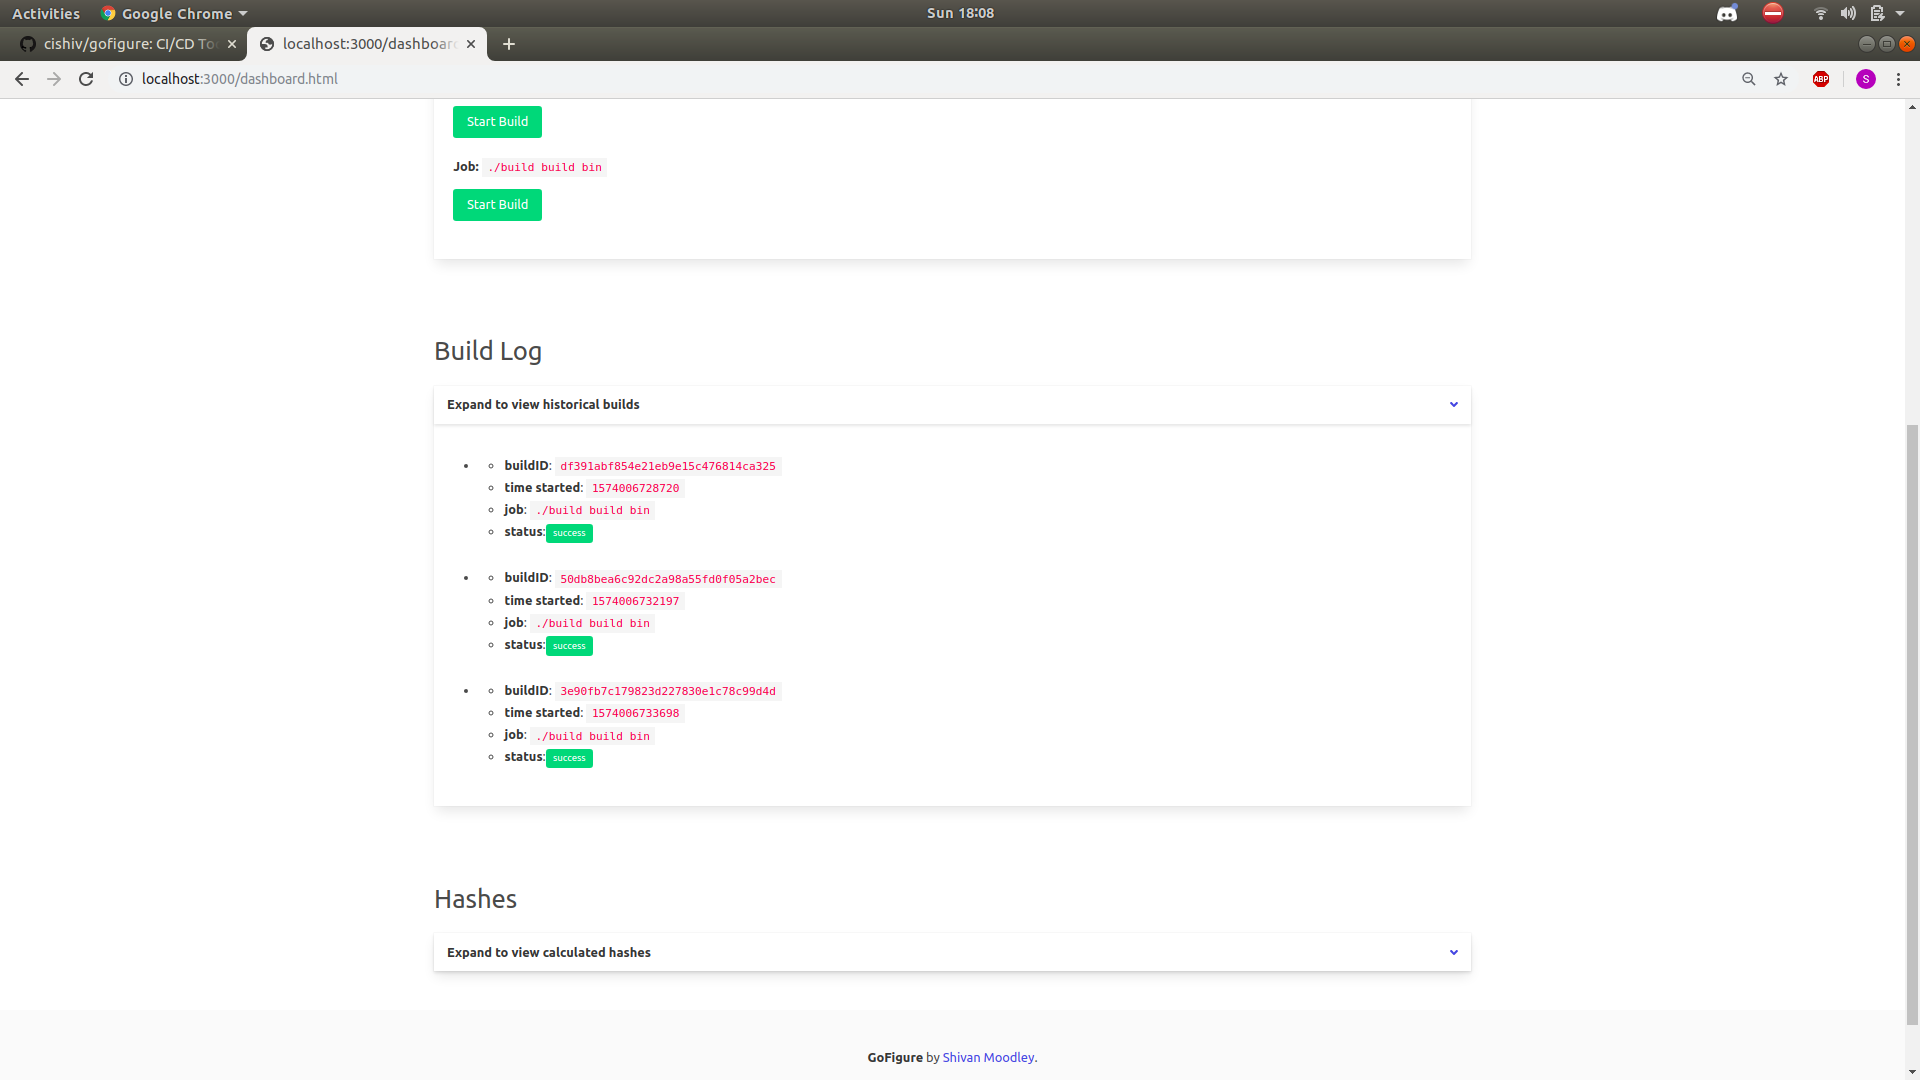 Activities Google Chrome Sun 18:08
cishiv/gofigure: CI/CD To localhost:3000/dashboar
localhost:3000/dashboard.html ABP S
Start Build
Job: ./build build bin
Start Build
Build Log
Expand to view historical builds
buildID: df391abf854e21eb9e15c476814ca325
time started: 1574006728720
job: ./build build bin
status: success
buildID: 50db8bea6c92dc2a98a55fd0f05a2bec
time started: 1574006732197
job: ./build build bin
status: success
buildID: 3e90fb7c179823d227830e1c78c99d4d
time started: 1574006733698
job: ./build build bin
status: success
Hashes
Expand to view calculated hashes
GoFigure by Shivan Moodley.